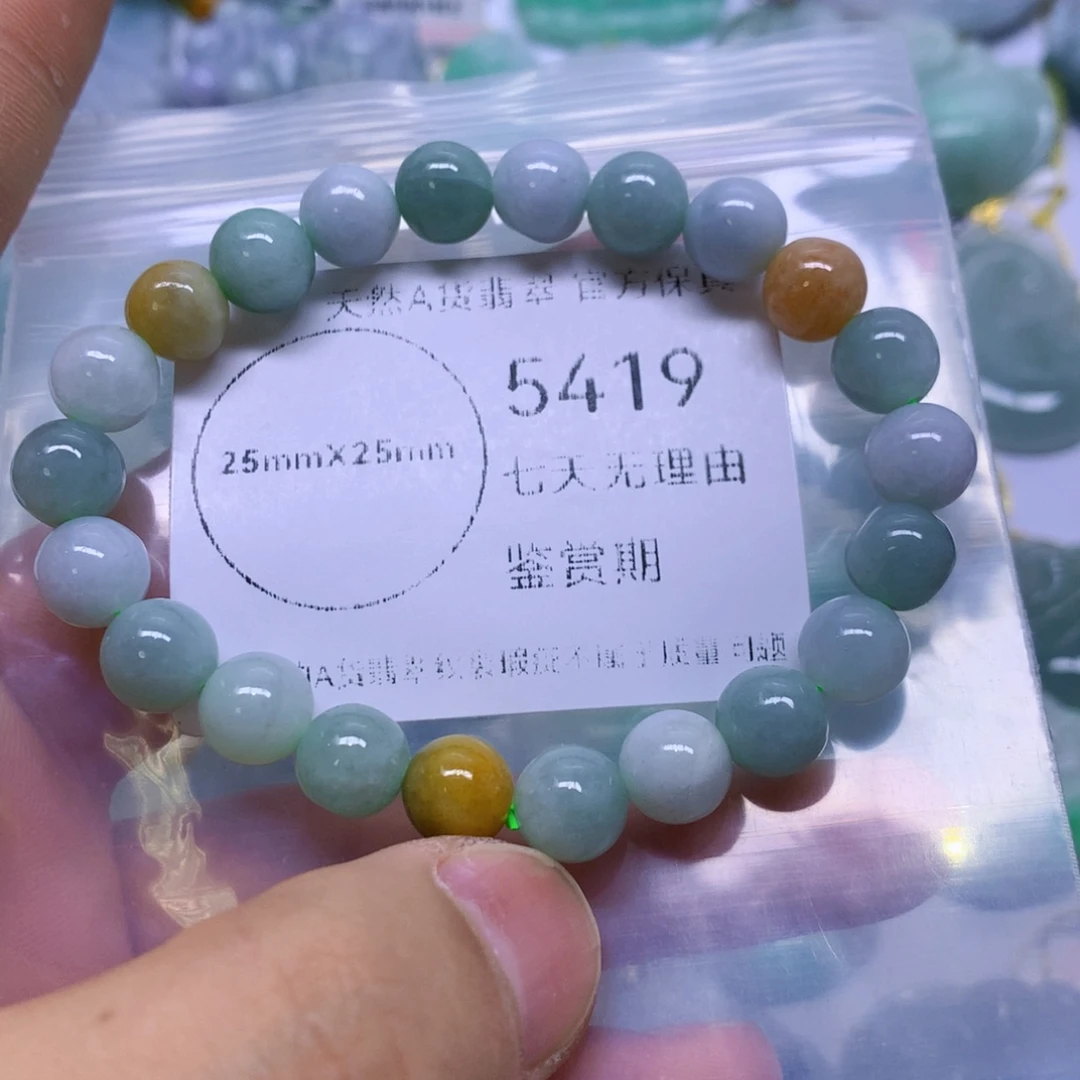 天然A货翡翠 官方保真
5419
25mmX25mm
七天无理由
鉴赏期
A货翡翠纹裂瑕疵不属于质量问题